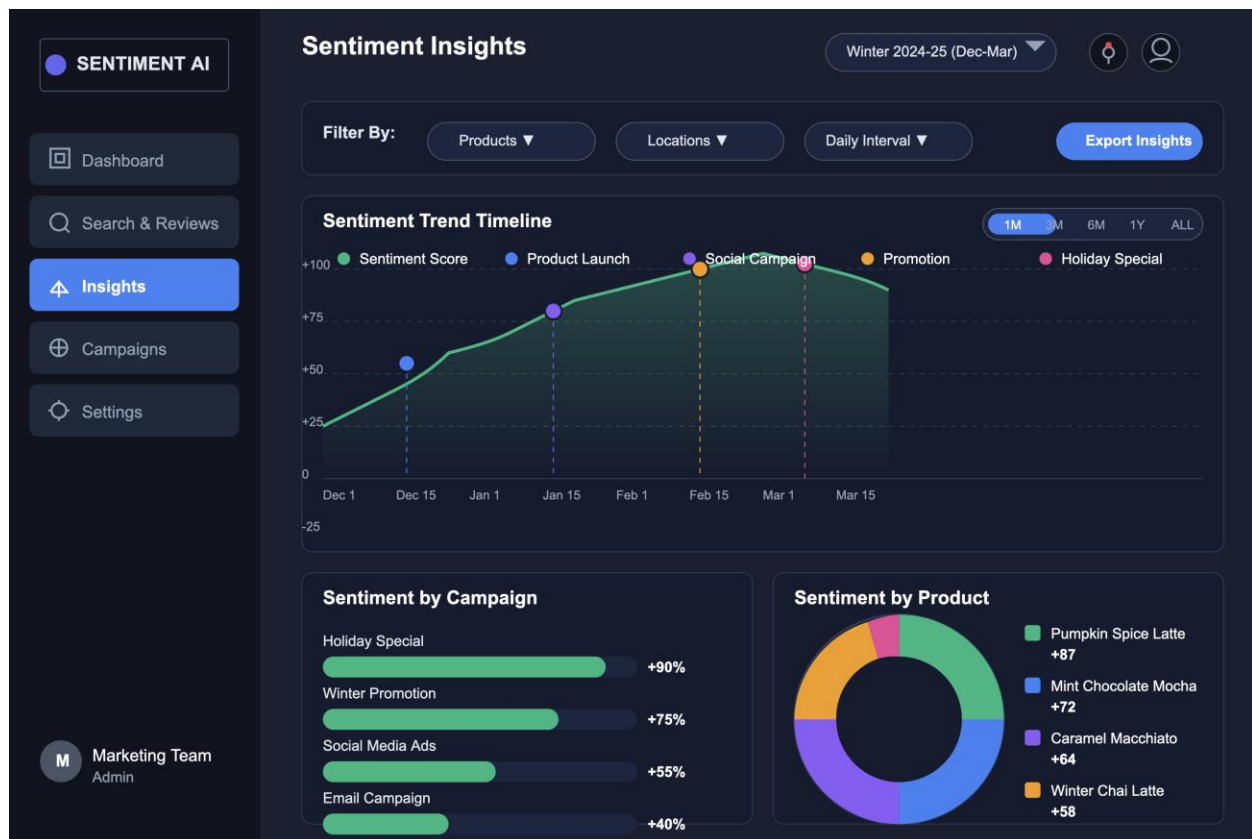 SENTIMENT AI
Dashboard
Search & Reviews
Insights
Campaigns
Settings
M
Marketing Team
Admin
Sentiment Insights
Winter 2024-25 (Dec-Mar)
Filter By:
Products ▼
Locations ▼
Daily Interval ▼
Export Insights
Sentiment Trend Timeline
1M 3M 6M 1Y ALL
Sentiment Score Product Launch Social Campaign Promotion Holiday Special
+100
+75
+50
+25
0
-25
Dec 1 Dec 15 Jan 1 Jan 15 Feb 1 Feb 15 Mar 1 Mar 15
Sentiment by Campaign
Holiday Special
+90%
Winter Promotion
+75%
Social Media Ads
+55%
Email Campaign
+40%
Sentiment by Product
Pumpkin Spice Latte
+87
Mint Chocolate Mocha
+72
Caramel Macchiato
+64
Winter Chai Latte
+58